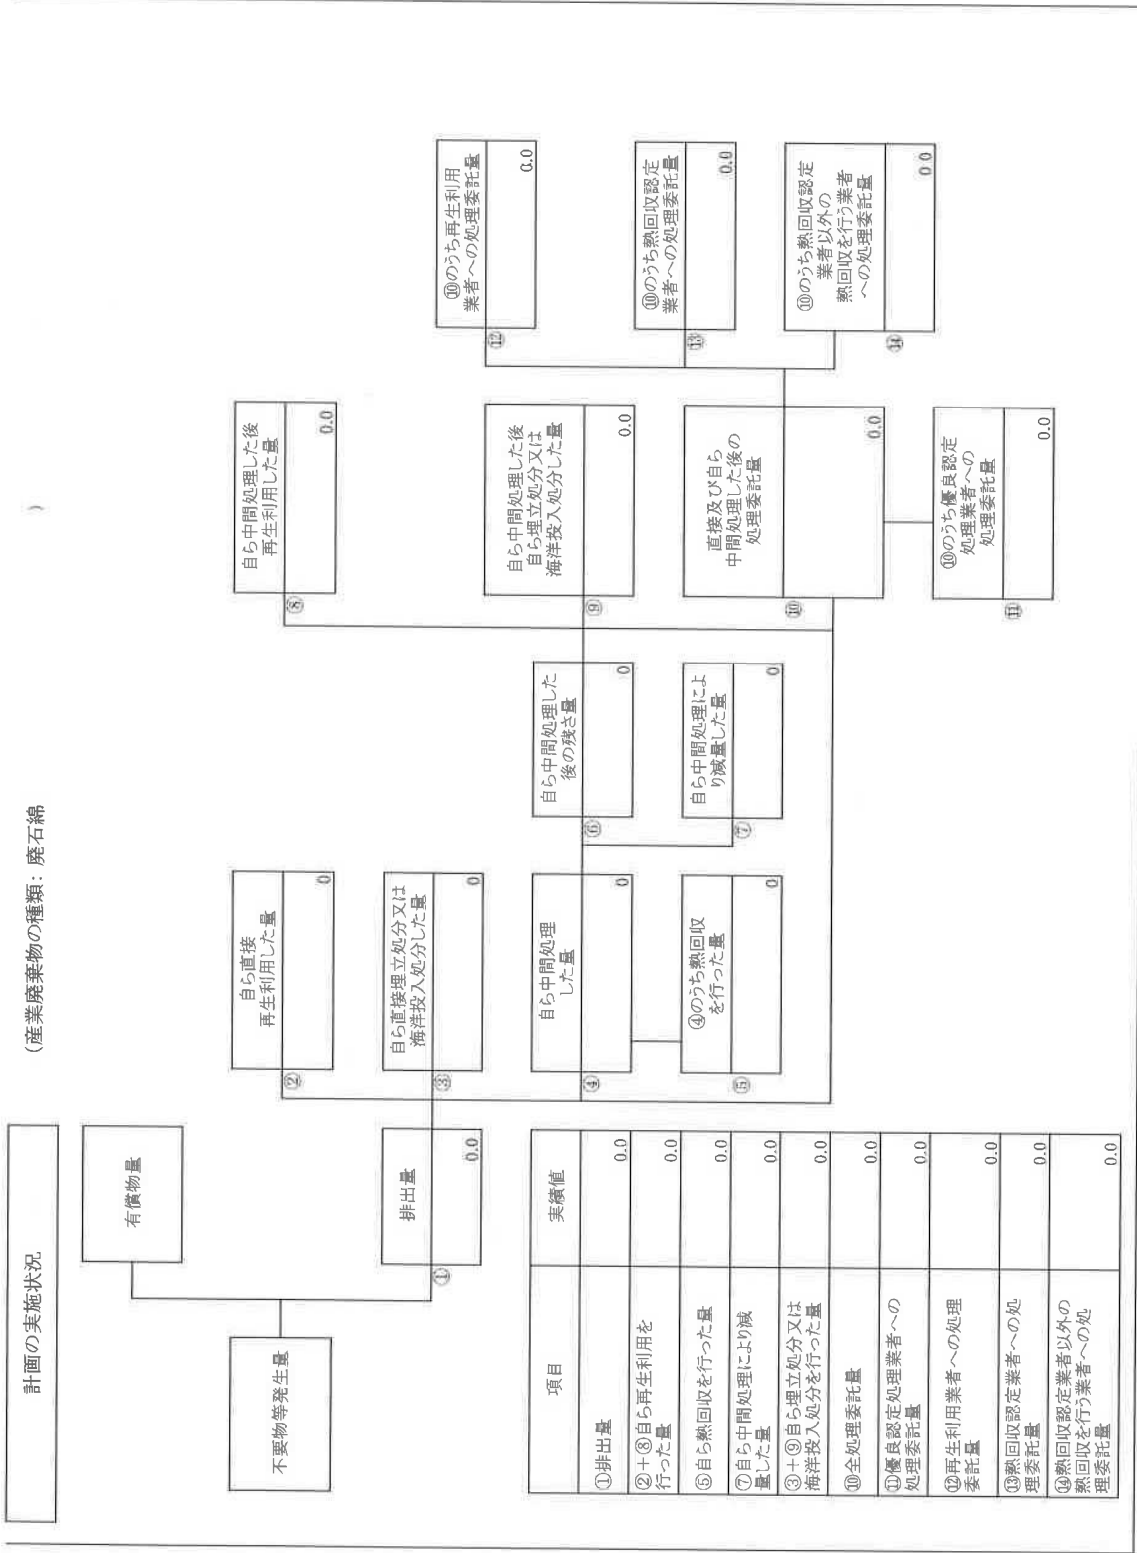 計画の実施状況
（産業廃棄物の種類：廃石綿
）
不要物等発生量
有償物量
排出量
①
0.0
自ら直接
再生利用した量
②
0
自ら直接埋立処分又は
海洋投入処分した量
③
0
自ら中間処理
した量
④
0
④のうち熱回収
を行った量
⑤
0
自ら中間処理した
後の残さ量
⑥
0
自ら中間処理によ
り減量した量
⑦
0
自ら中間処理した後
再生利用した量
⑧
0.0
自ら中間処理した後
自ら埋立処分又は
海洋投入処分した量
⑨
0.0
直接及び自ら
中間処理した後の
処理委託量
⑩
0.0
⑩のうち優良認定
処理業者への
処理委託量
⑪
0.0
⑩のうち再生利用
業者への処理委託量
⑫
0.0
⑩のうち熱回収認定
業者への処理委託量
⑬
0.0
⑩のうち熱回収認定
業者以外の
熱回収を行う業者
への処理委託量
⑭
0.0
項目
実績値
①排出量
0.0
②＋⑧自ら再生利用を
行った量
0.0
⑤自ら熱回収を行った量
0.0
⑦自ら中間処理により減
量した量
0.0
③＋⑨自ら埋立処分又は
海洋投入処分を行った量
0.0
⑩全処理委託量
0.0
⑪優良認定処理業者への
処理委託量
0.0
⑫再生利用業者への処理
委託量
0.0
⑬熱回収認定業者への処
理委託量
0.0
⑭熱回収認定業者以外の
熱回収を行う業者への処
理委託量
0.0